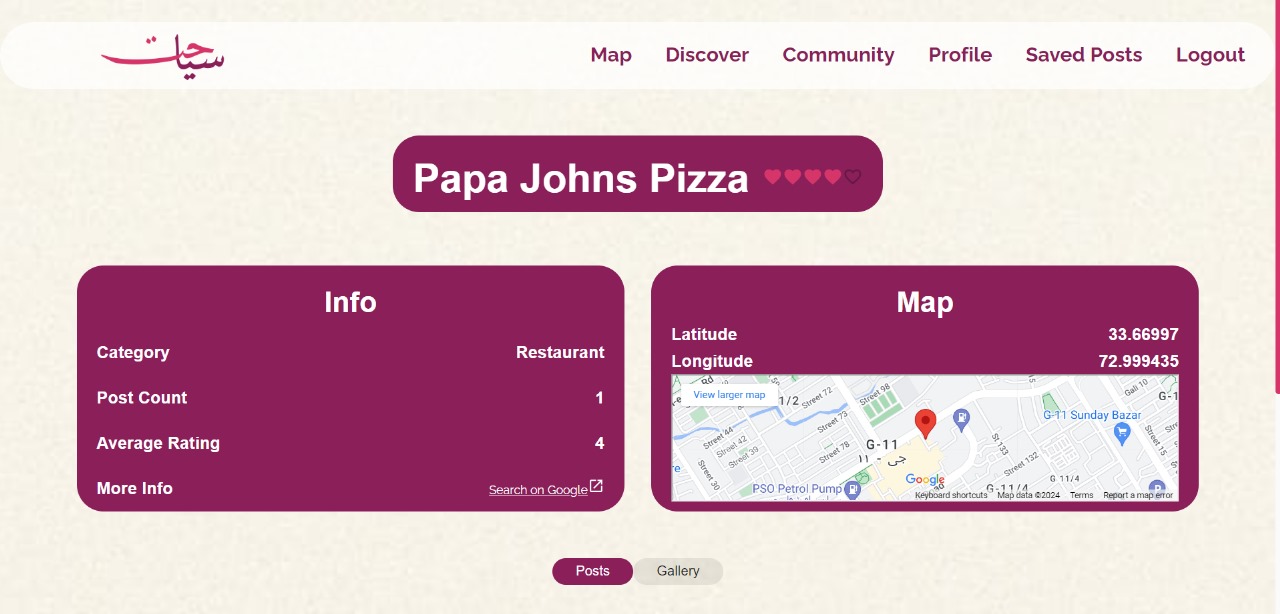 سیاحت
Map Discover Community Profile Saved Posts Logout
Papa Johns Pizza
Info
Category Restaurant
Post Count 1
Average Rating 4
More Info Search on Google
Map
Latitude 33.66997
Longitude 72.999435
View larger map
Rd
1/2
Street 72
Street 98
Street 73
Street 44
Street 42
Street 39
Street 30
Street 78
15
Gali 10
G-1
G-11 Sunday Bazar
G-11
جی - ۱۱
St 133
Street 132
G 11/4
G-11/4
PSO Petrol Pump
Google
Keyboard shortcuts Map data ©2024 Terms Report a map error
Posts Gallery